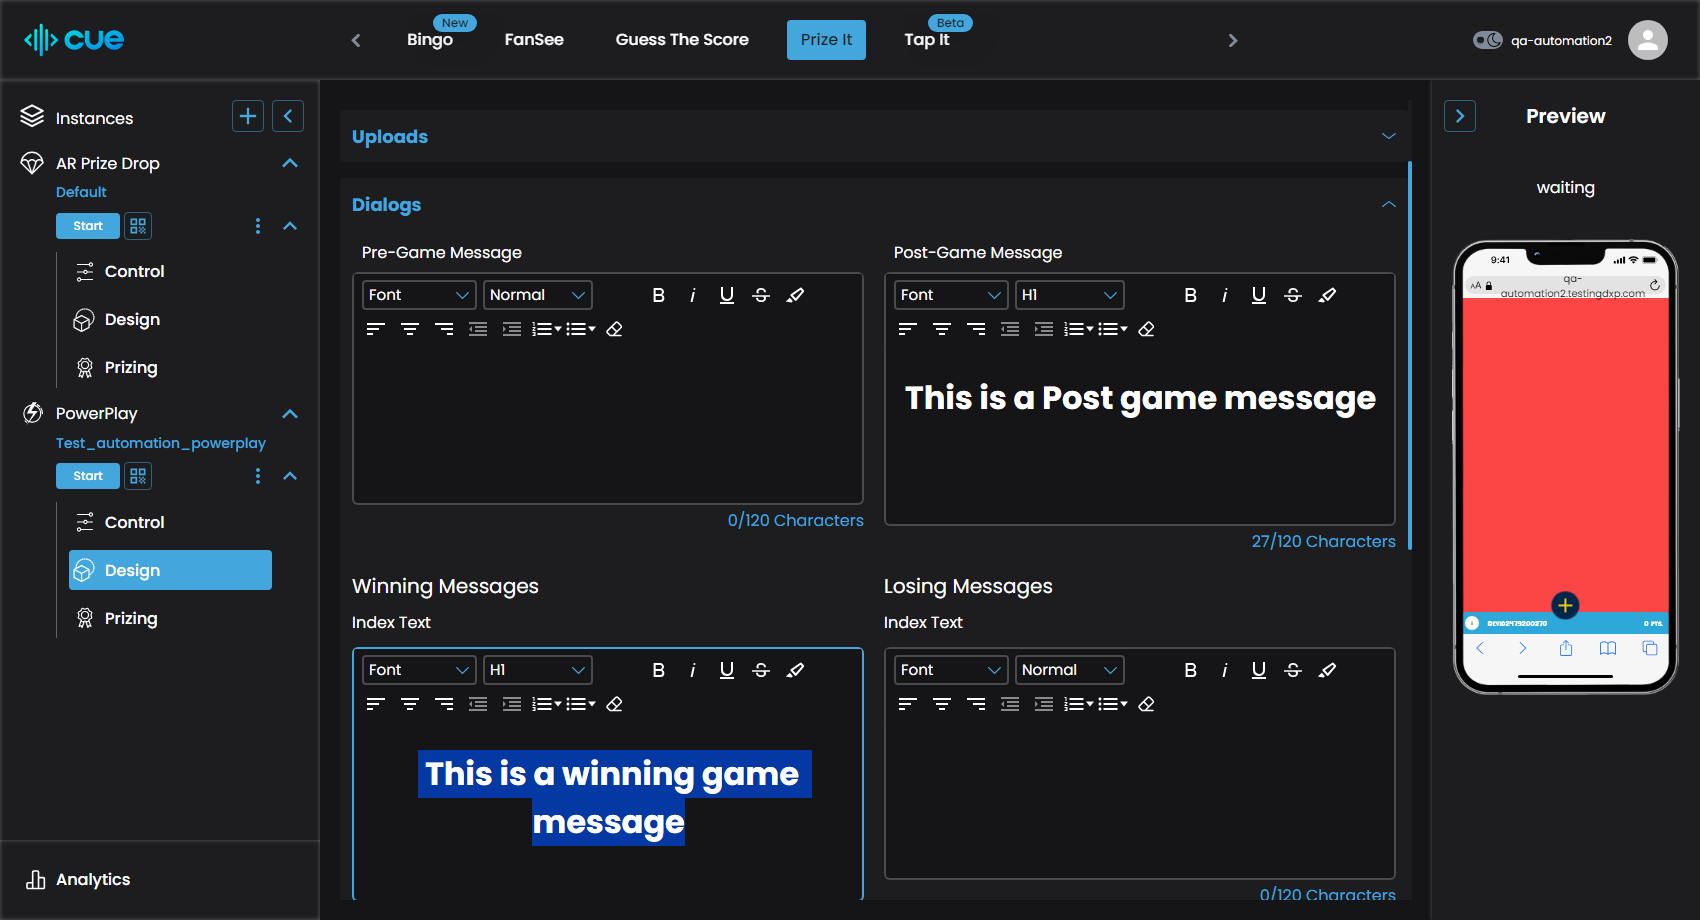 cue
New
Bingo
FanSee
Guess The Score
Prize It
Beta
Tap It
qa-automation2
Instances
AR Prize Drop
Default
Start
Control
Design
Prizing
PowerPlay
Test_automation_powerplay
Start
Control
Design
Prizing
Analytics
Uploads
Dialogs
Pre-Game Message
Font
Normal
B i U S
0/120 Characters
Post-Game Message
Font
H1
B i U S
This is a Post game message
27/120 Characters
Winning Messages
Index Text
Font
H1
B i U S
This is a winning game
message
Losing Messages
Index Text
Font
Normal
B i U S
0/120 Characters
Preview
waiting
9:41
AA
qa-
automation2.testingdxp.com
0 PTS.